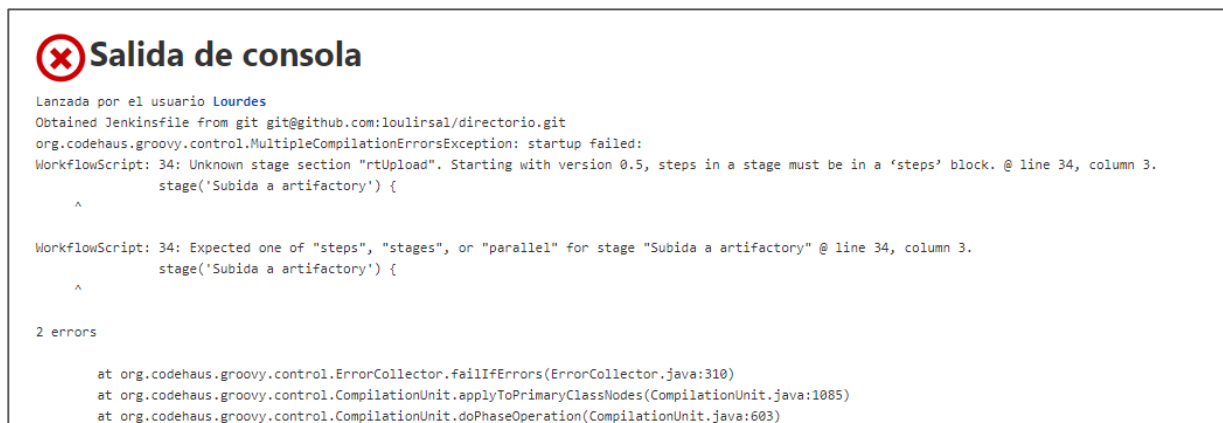 Salida de consola
Lanzada por el usuario Lourdes
Obtained Jenkinsfile from git git@github.com:loulirsal/directorio.git
org.codehaus.groovy.control.MultipleCompilationErrorsException: startup failed:
WorkflowScript: 34: Unknown stage section "rtUpload". Starting with version 0.5, steps in a stage must be in a ‘steps’ block. @ line 34, column 3.
stage('Subida a artifactory') {
^
WorkflowScript: 34: Expected one of "steps", "stages", or "parallel" for stage "Subida a artifactory" @ line 34, column 3.
stage('Subida a artifactory') {
^
2 errors
at org.codehaus.groovy.control.ErrorCollector.failIfErrors(ErrorCollector.java:310)
at org.codehaus.groovy.control.CompilationUnit.applyToPrimaryClassNodes(CompilationUnit.java:1085)
at org.codehaus.groovy.control.CompilationUnit.doPhaseOperation(CompilationUnit.java:603)